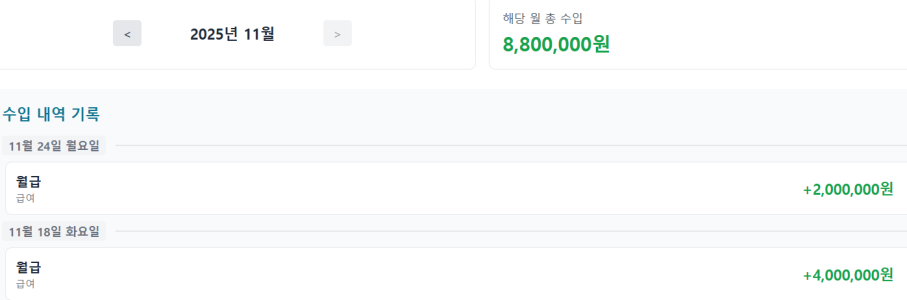 <
2025년 11월
>
해당 월 총 수입
8,800,000원
수입 내역 기록
11월 24일 월요일
월급
급여
+2,000,000원
11월 18일 화요일
월급
급여
+4,000,000원